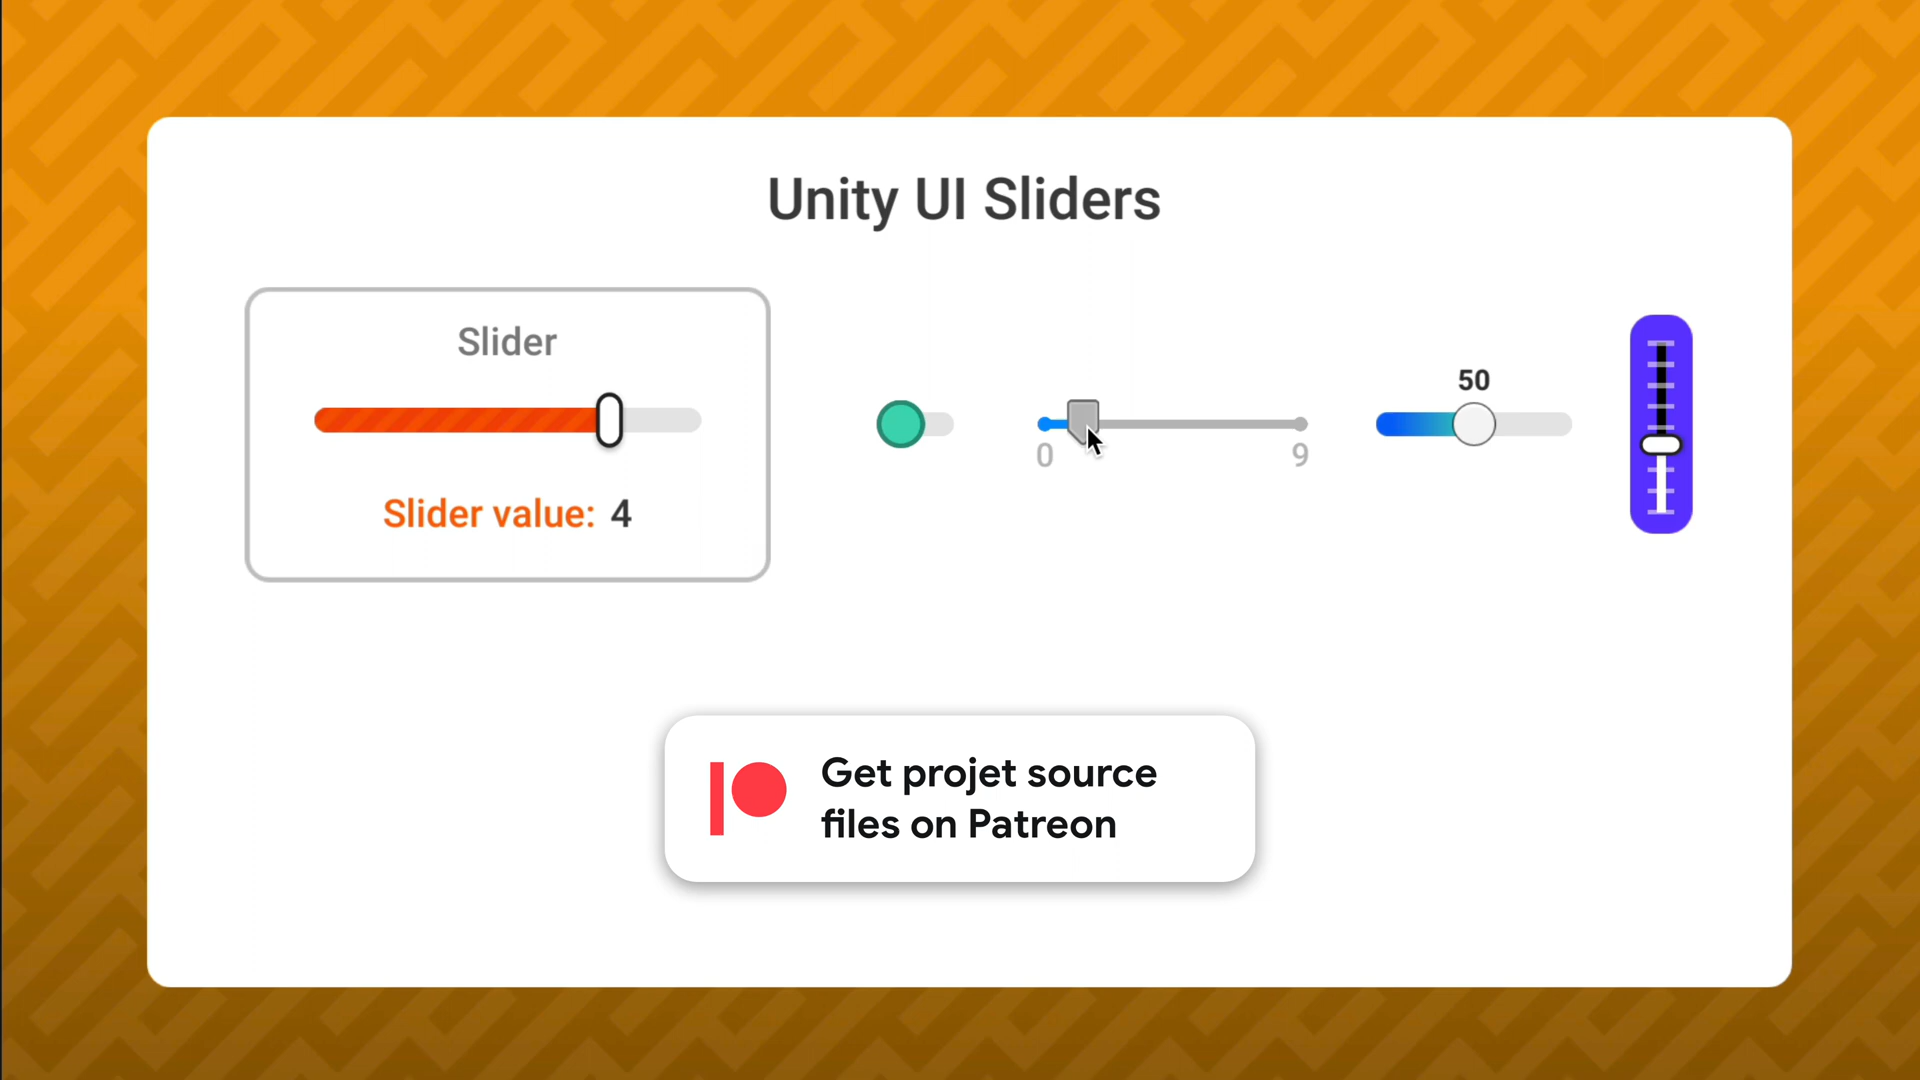 Unity UI Sliders
Slider
Slider value: 4
0
9
50
Get projet source
files on Patreon